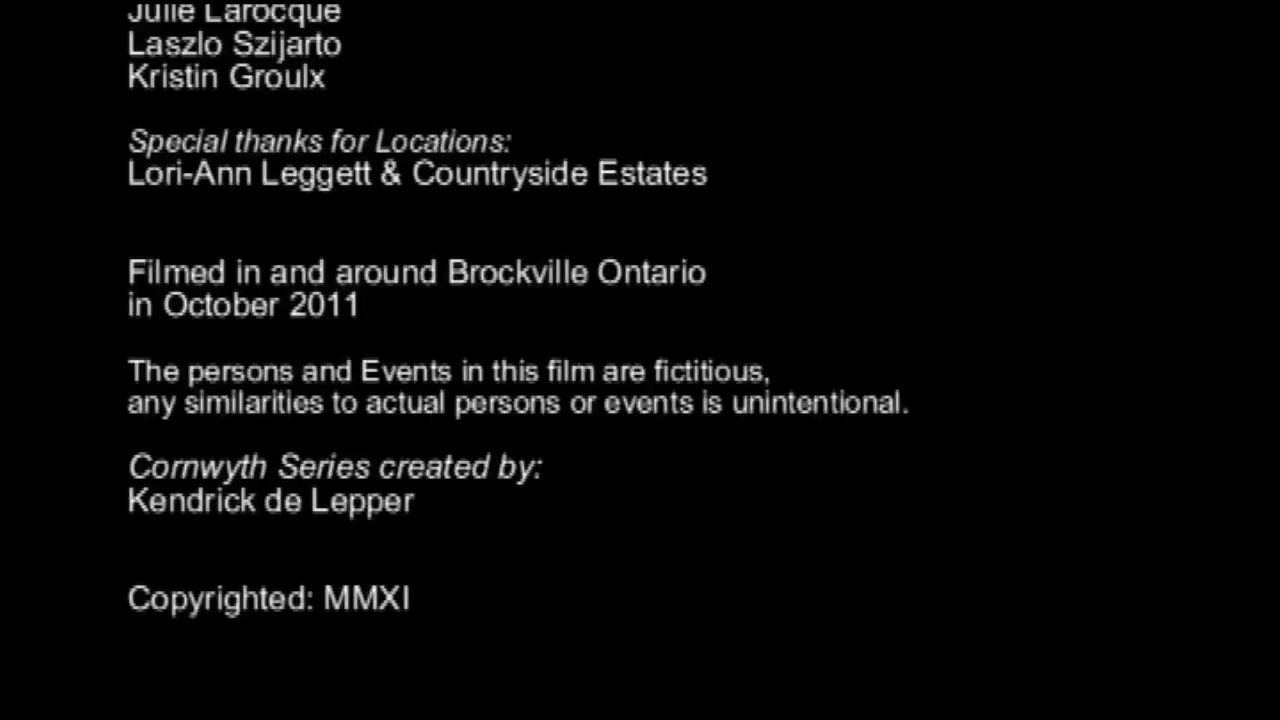 Julie Larocque
Laszlo Szijarto
Kristin Groulx
Special thanks for Locations:
Lori-Ann Leggett & Countryside Estates
Filmed in and around Brockville Ontario
in October 2011
The persons and Events in this film are fictitious,
any similarities to actual persons or events is unintentional.
Cornwyth Series created by:
Kendrick de Lepper
Copyrighted: MMXI